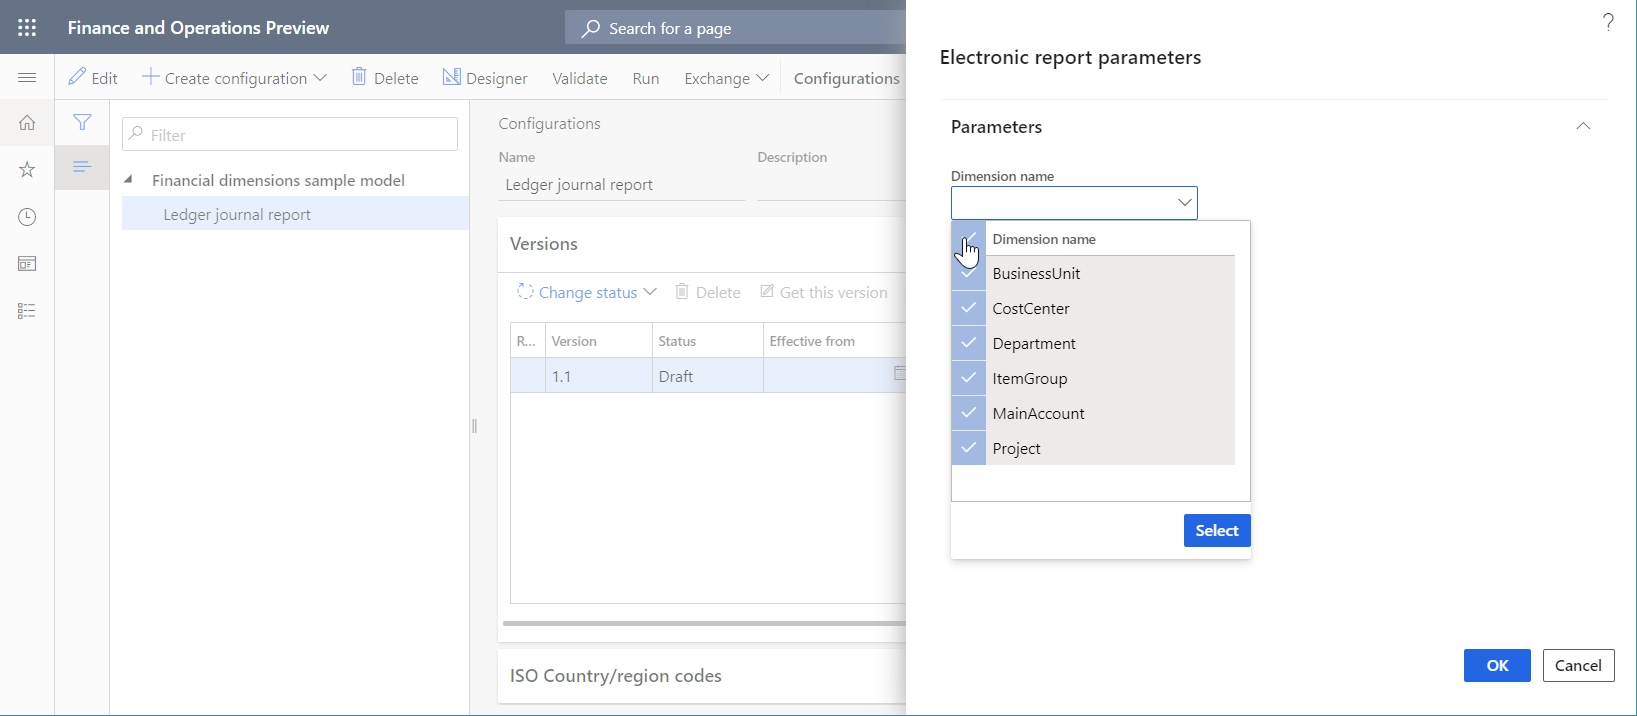 Finance and Operations Preview
Search for a page
?
Electronic report parameters
Edit
Create configuration
Delete
Designer
Validate
Run
Exchange
Configurations
Filter
Financial dimensions sample model
Ledger journal report
Configurations
Name
Description
Ledger journal report
Versions
Change status
Delete
Get this version
R...
Version
Status
Effective from
1.1
Draft
ISO Country/region codes
Parameters
Dimension name
Dimension name
BusinessUnit
CostCenter
Department
ItemGroup
MainAccount
Project
Select
OK
Cancel